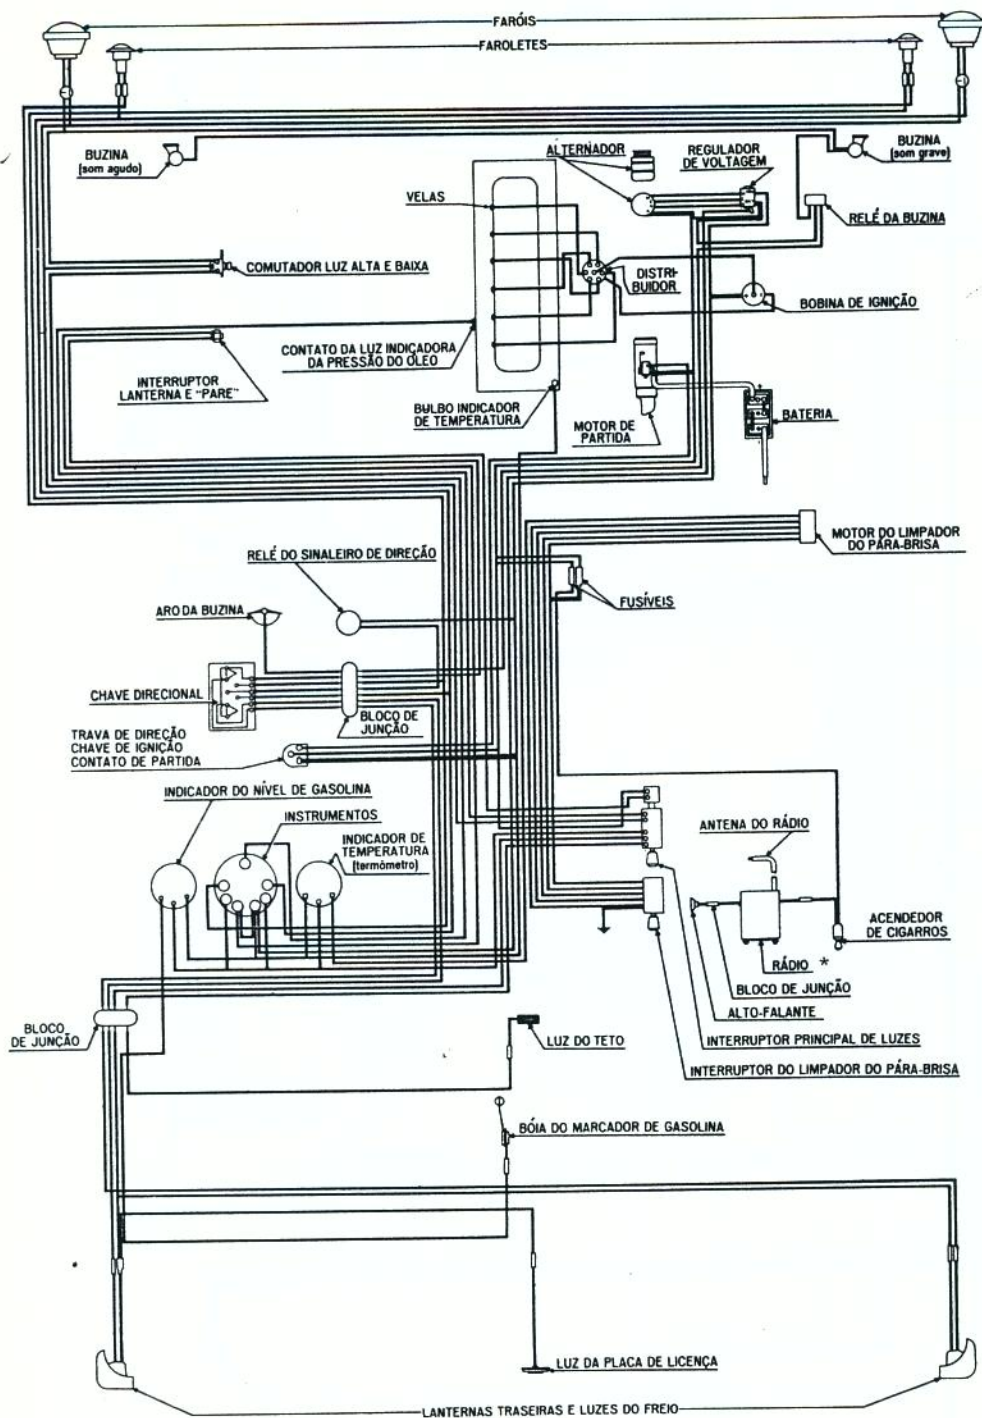 FARÓIS
FAROLETES
BUZINA
(som agudo)
ALTERNADOR
REGULADOR
DE VOLTAGEM
BUZINA
(som grave)
VELAS
RELÉ DA BUZINA
COMUTADOR LUZ ALTA E BAIXA
DISTRI-
BUIDOR
BOBINA DE IGNIÇÃO
CONTATO DA LUZ INDICADORA
DA PRESSÃO DO ÓLEO
INTERRUPTOR
LANTERNA E "PARE"
BULBO INDICADOR
DE TEMPERATURA
MOTOR DE
PARTIDA
BATERIA
MOTOR DO LIMPADOR
DO PÁRA-BRISA
RELÉ DO SINALEIRO DE DIREÇÃO
FUSÍVEIS
ARO DA BUZINA
CHAVE DIRECIONAL
BLOCO DE
JUNÇÃO
TRAVA DE DIREÇÃO
CHAVE DE IGNIÇÃO
CONTATO DE PARTIDA
INDICADOR DO NÍVEL DE GASOLINA
INSTRUMENTOS
INDICADOR DE
TEMPERATURA
(termômetro)
ANTENA DO RÁDIO
ACENDEDOR
DE CIGARROS
RÁDIO *
BLOCO DE JUNÇÃO
ALTO-FALANTE
INTERRUPTOR PRINCIPAL DE LUZES
INTERRUPTOR DO LIMPADOR DO PÁRA-BRISA
BLOCO
DE JUNÇÃO
LUZ DO TETO
BÓIA DO MARCADOR DE GASOLINA
LUZ DA PLACA DE LICENÇA
LANTERNAS TRASEIRAS E LUZES DO FREIO